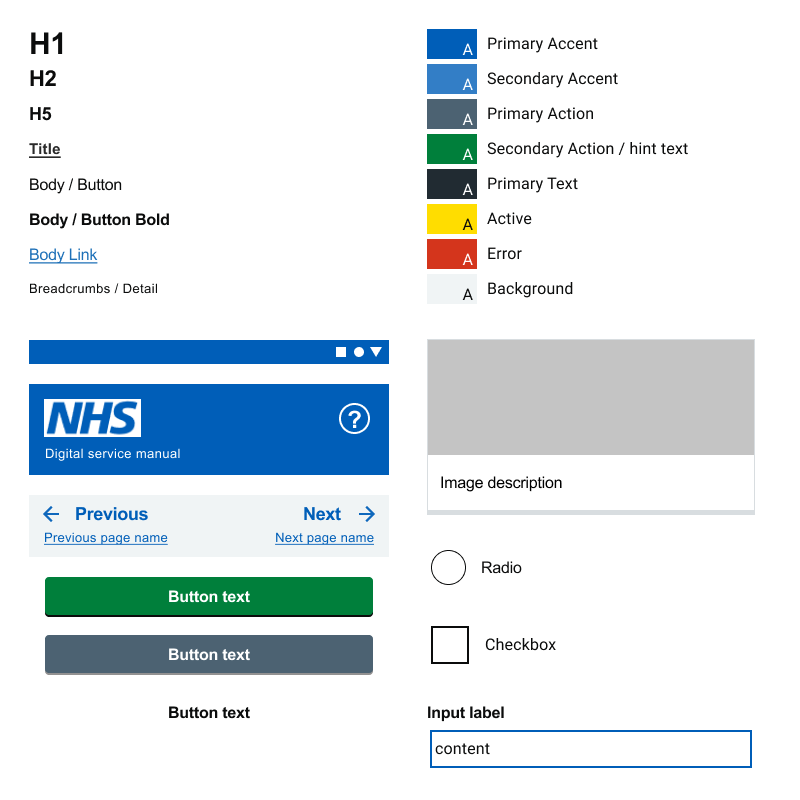 H1
H2
H5
Title
Body / Button
Body / Button Bold
Body Link
Breadcrumbs / Detail
A Primary Accent
A Secondary Accent
A Primary Action
A Secondary Action / hint text
A Primary Text
A Active
A Error
A Background
NHS
?
Digital service manual
Previous
Next
Previous page name
Next page name
Button text
Button text
Button text
Image description
Radio
Checkbox
Input label
content